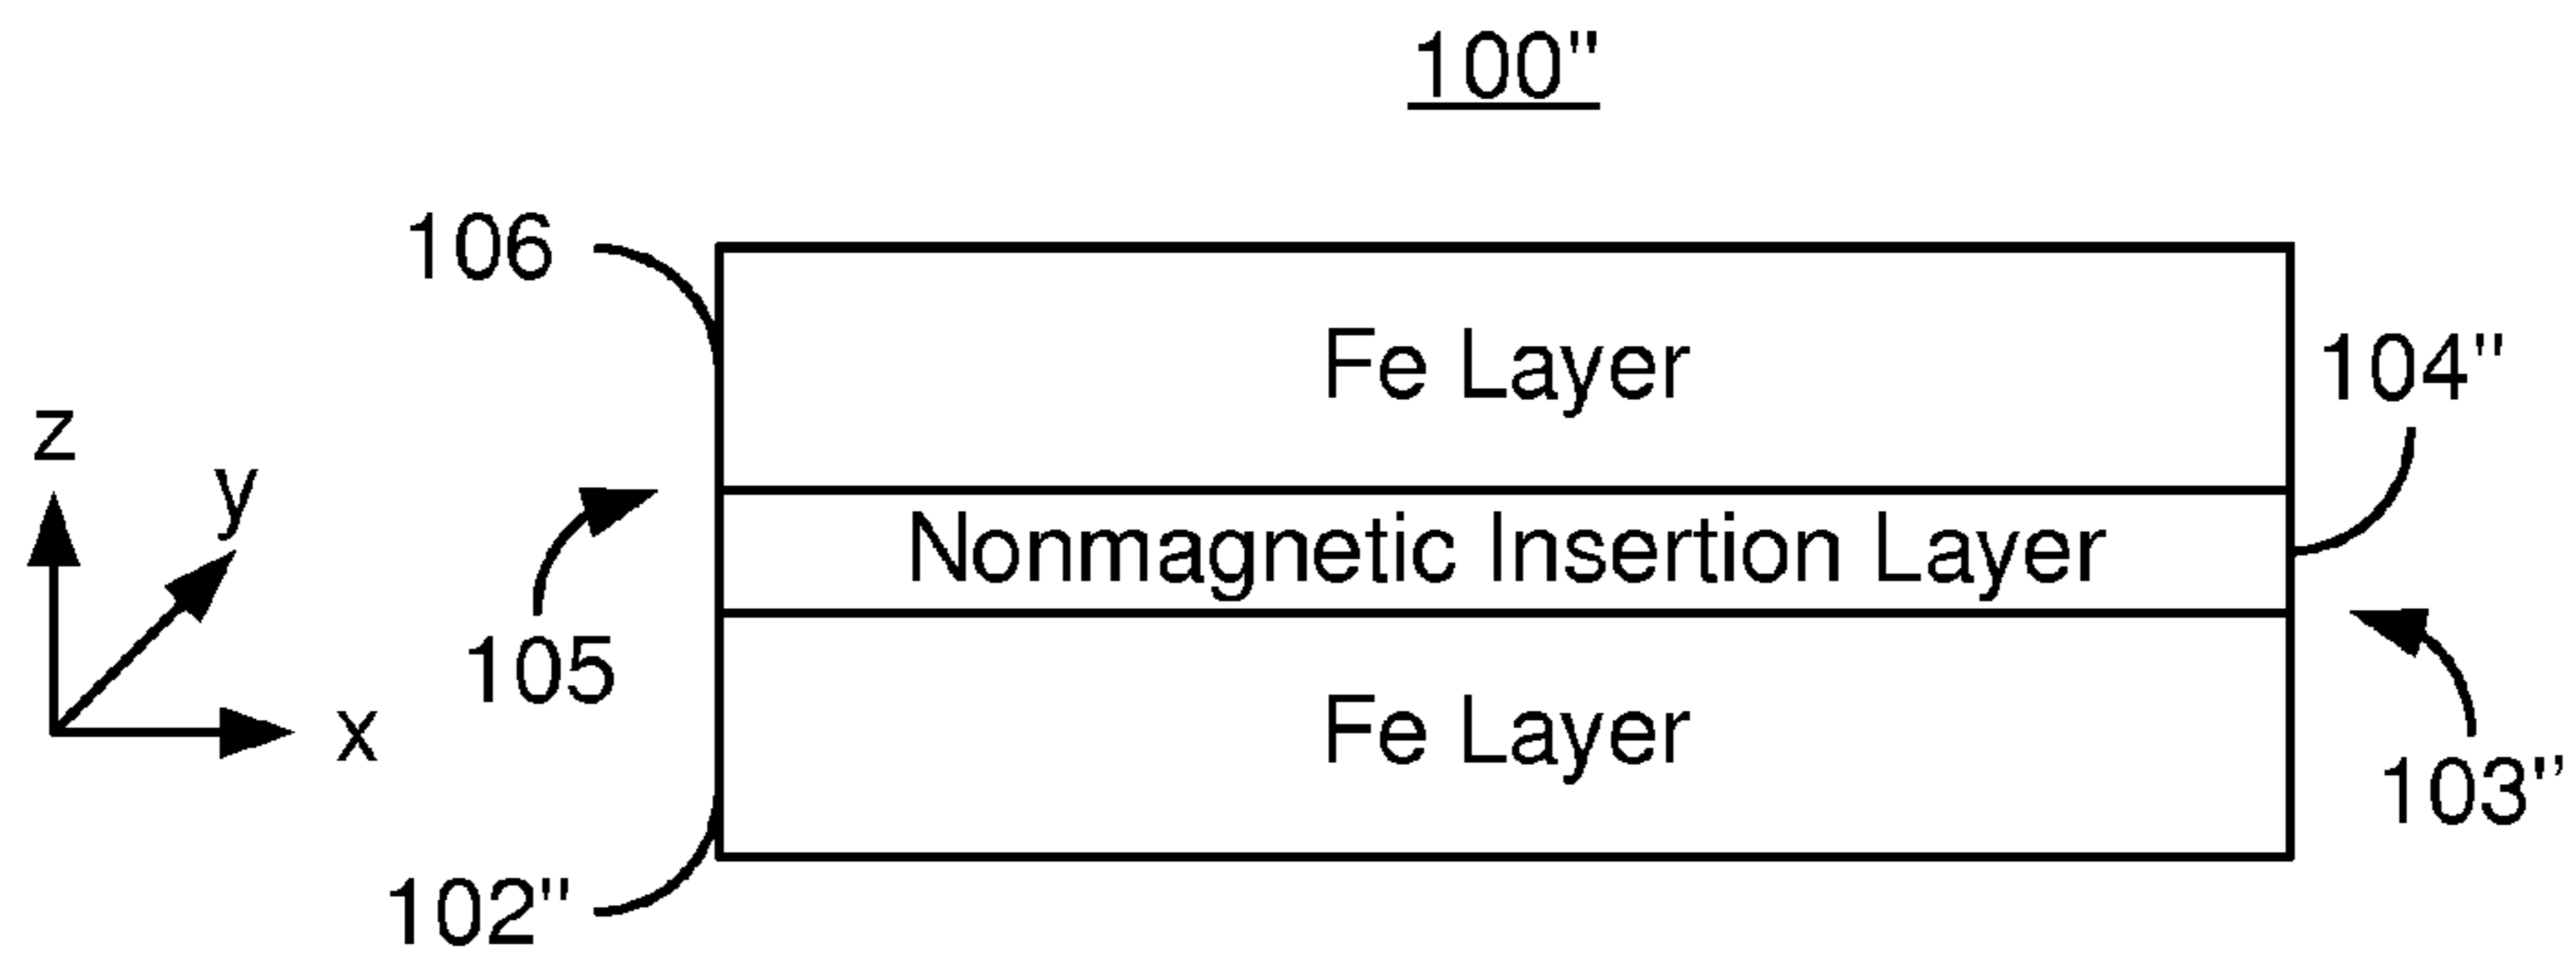 100"
106
Fe Layer
104"
z
y
Nonmagnetic Insertion Layer
105
x
Fe Layer
103"
102"